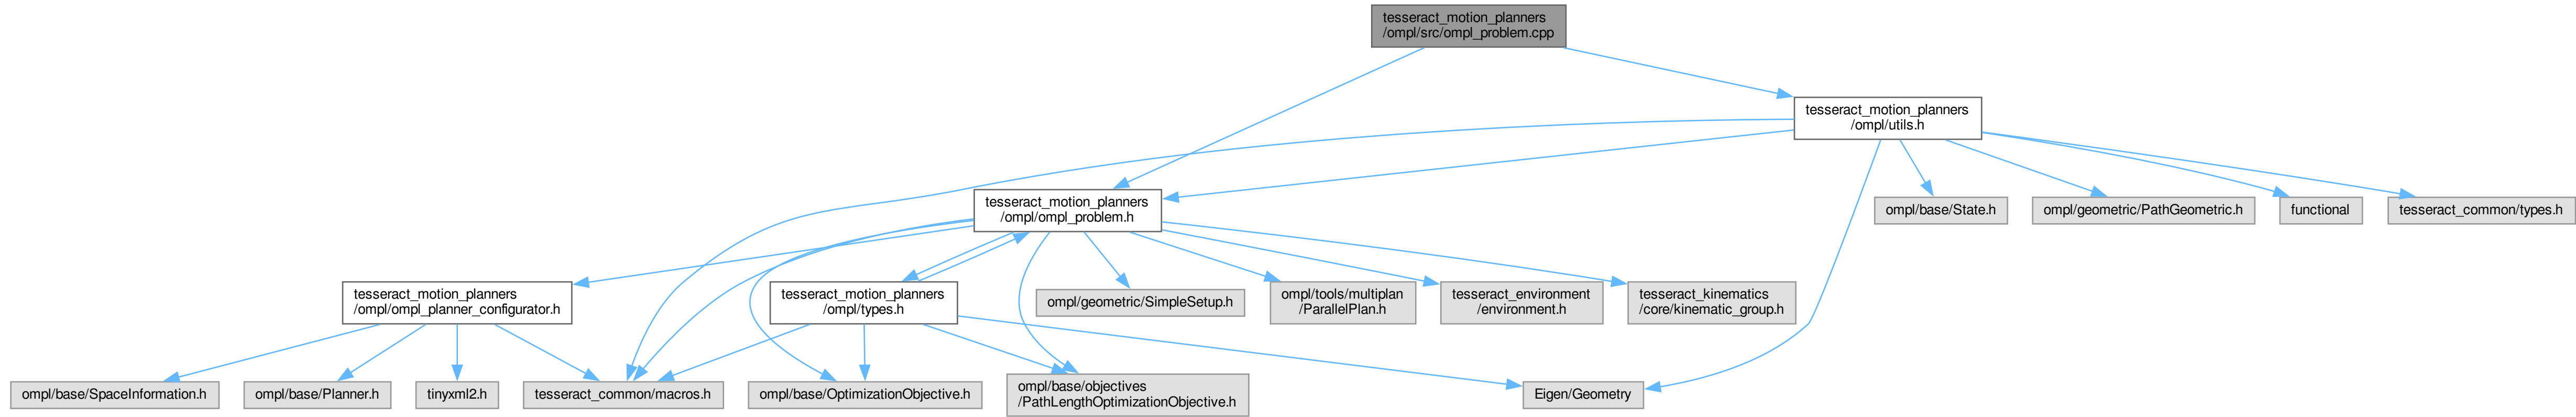 tesseract_motion_planners
/ompl/src/ompl_problem.cpp
tesseract_motion_planners
/ompl/utils.h
tesseract_motion_planners
/ompl/ompl_problem.h
ompl/base/State.h
ompl/geometric/PathGeometric.h
functional
tesseract_common/types.h
tesseract_motion_planners
/ompl/ompl_planner_configurator.h
tesseract_motion_planners
/ompl/types.h
ompl/geometric/SimpleSetup.h
ompl/tools/multiplan
/ParallelPlan.h
tesseract_environment
/environment.h
tesseract_kinematics
/core/kinematic_group.h
ompl/base/SpaceInformation.h
ompl/base/Planner.h
tinyxml2.h
tesseract_common/macros.h
ompl/base/OptimizationObjective.h
ompl/base/objectives
/PathLengthOptimizationObjective.h
Eigen/Geometry